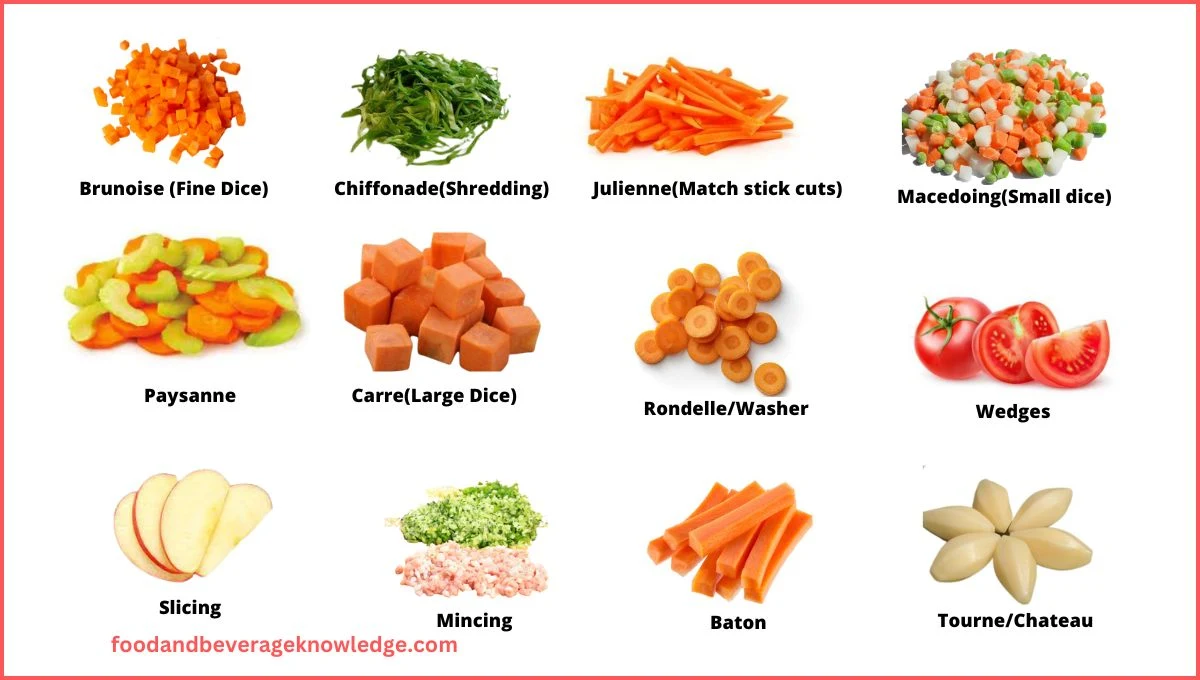 Brunoise (Fine Dice)
Chiffonade(Shredding)
Julienne(Match stick cuts)
Macedoing(Small dice)
Paysanne
Carre(Large Dice)
Rondelle/Washer
Wedges
Slicing
Mincing
Baton
Tourne/Chateau
foodandbeverageknowledge.com